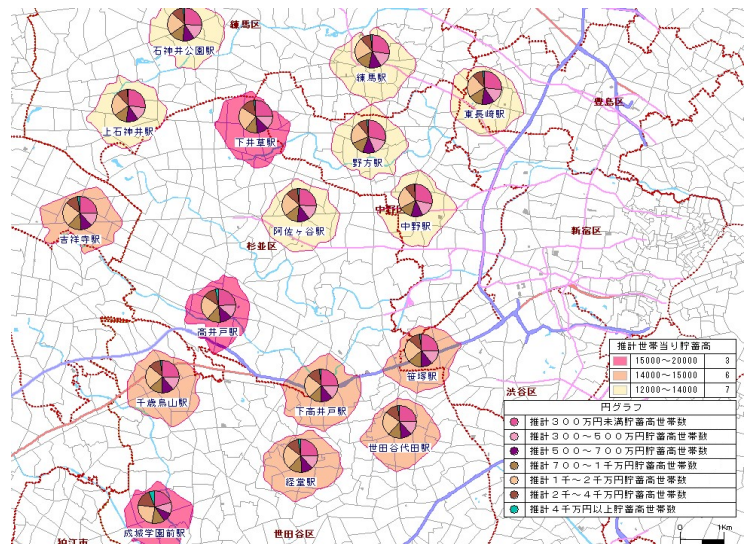 練馬区
石神井公園駅
練馬駅
東長崎駅
豊島区
上石神井駅
下井草駅
野方駅
吉祥寺駅
阿佐ヶ谷駅
中野区
中野駅
杉並区
新宿区
高井戸駅
笹塚駅
千歳烏山駅
下高井戸駅
渋谷区
世田谷代田駅
経堂駅
成城学園前駅
世田谷区
狛江市
推計世帯当り貯蓄高
15000～20000 3
14000～15000 6
12000～14000 7
円グラフ
推計３００万円未満貯蓄高世帯数
推計３００～５００万円貯蓄高世帯数
推計５００～７００万円貯蓄高世帯数
推計７００～１千万円貯蓄高世帯数
推計１千～２千万円貯蓄高世帯数
推計２千～４千万円貯蓄高世帯数
推計４千万円以上貯蓄高世帯数
0 1Km